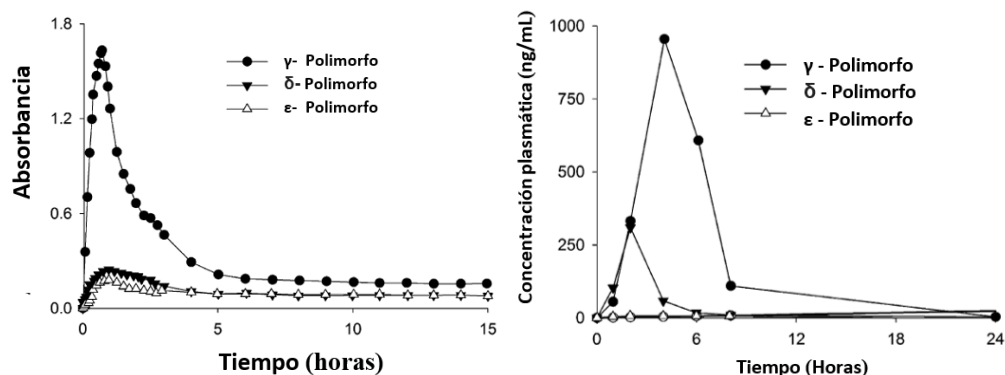 Absorbancia
1.8
1.2
0.6
0.0
γ- Polimorfo
δ- Polimorfo
ε- Polimorfo
0
5
10
15
Tiempo (horas)
Concentración plasmática (ng/mL)
1000
750
500
250
0
γ - Polimorfo
δ - Polimorfo
ε - Polimorfo
0
6
12
18
24
Tiempo (Horas)